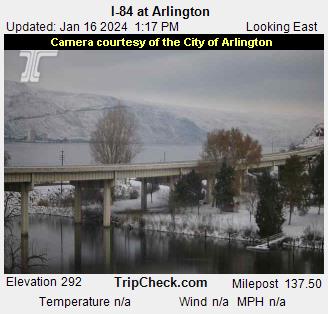 I-84 at Arlington
Updated: Jan 16 2024 1:17 PM Looking East
Camera courtesy of the City of Arlington
Elevation 292 TripCheck.com Milepost 137.50
Temperature n/a Wind n/a MPH n/a